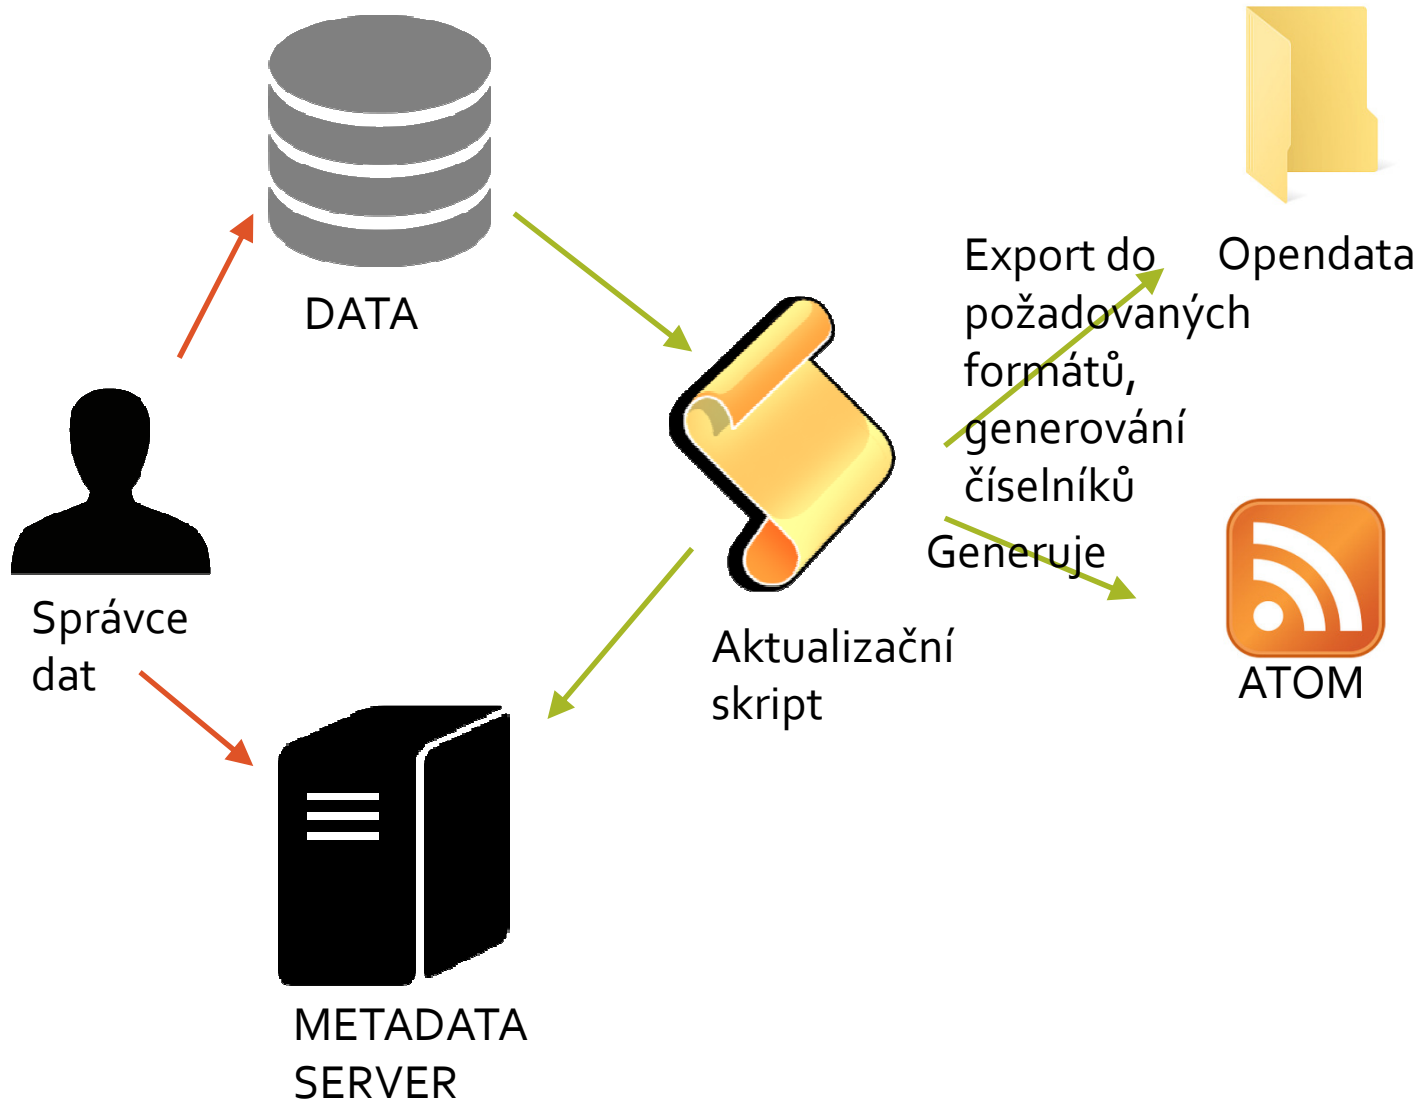 DATA
Správce
dat
METADATA
SERVER
Aktualizační
skript
Export do
požadovaných
formátů,
generování
číselníků
Generuje
Opendata
ATOM